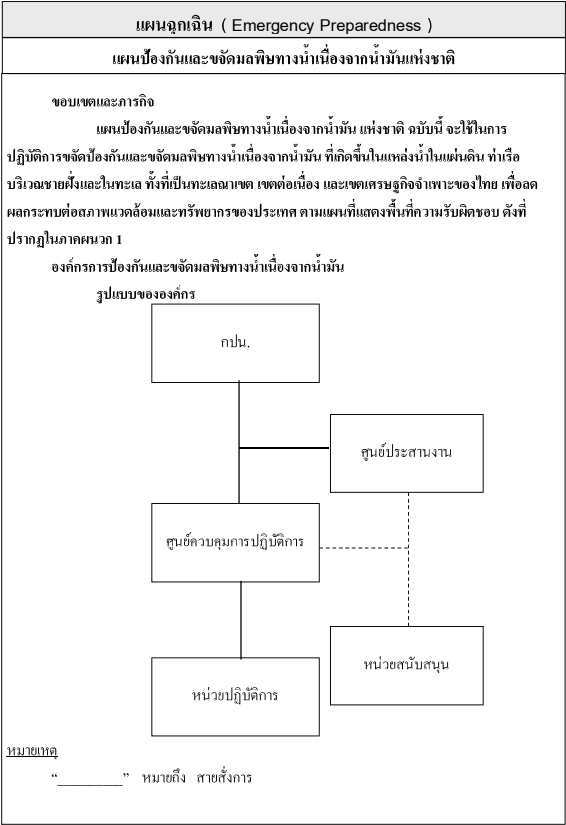 แผนฉุกเฉิน ( Emergency Preparedness )
แผนป้องกันและขจัดมลพิษทางน้ำเนื่องจากน้ำมันแห่งชาติ
ขอบเขตและภารกิจ
แผนป้องกันและขจัดมลพิษทางน้ำเนื่องจากน้ำมัน แห่งชาติ ฉบับนี้ จะใช้ในการ
ปฏิบัติการขจัดป้องกันและขจัดมลพิษทางน้ำเนื่องจากน้ำมัน ที่เกิดขึ้นในแหล่งน้ำในแผ่นดิน ท่าเรือ
บริเวณชายฝั่งและในทะเล ทั้งที่เป็นทะเลอาณาเขต เขตต่อเนื่อง และเขตเศรษฐกิจจำเพาะของไทย เพื่อลด
ผลกระทบต่อสภาพแวดล้อมและทรัพยากรของประเทศ ตามแผนที่แสดงพื้นที่ความรับผิดชอบ ดังที่
ปรากฏในภาคผนวก 1
องค์กรการป้องกันและขจัดมลพิษทางน้ำเนื่องจากน้ำมัน
รูปแบบขององค์กร
กปน.
ศูนย์ประสานงาน
ศูนย์ควบคุมการปฏิบัติการ
หน่วยสนับสนุน
หน่วยปฏิบัติการ
หมายเหตุ
“_________” หมายถึง สายสั่งการ